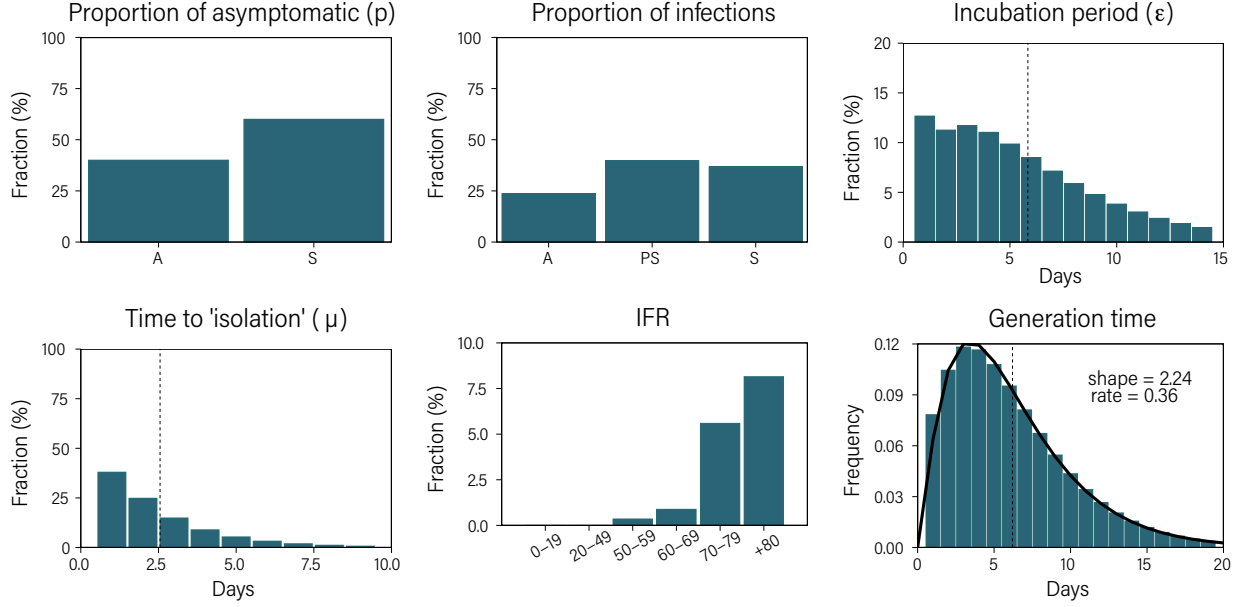 Proportion of asymptomatic (p)
Fraction (%)
100
75
50
25
0
A
S
Proportion of infections
Fraction (%)
100
75
50
25
0
A
PS
S
Incubation period (ε)
Fraction (%)
20
15
10
5
0
0
5
10
15
Days
Time to 'isolation' ( μ)
Fraction (%)
100
75
50
25
0
0.0
2.5
5.0
7.5
10.0
Days
IFR
Fraction (%)
10.0
7.5
5.0
2.5
0.0
0–19
20–49
50–59
60–69
70–79
+80
Generation time
Frequency
0.12
0.09
0.06
0.03
0.00
shape = 2.24
rate = 0.36
0
5
10
15
20
Days